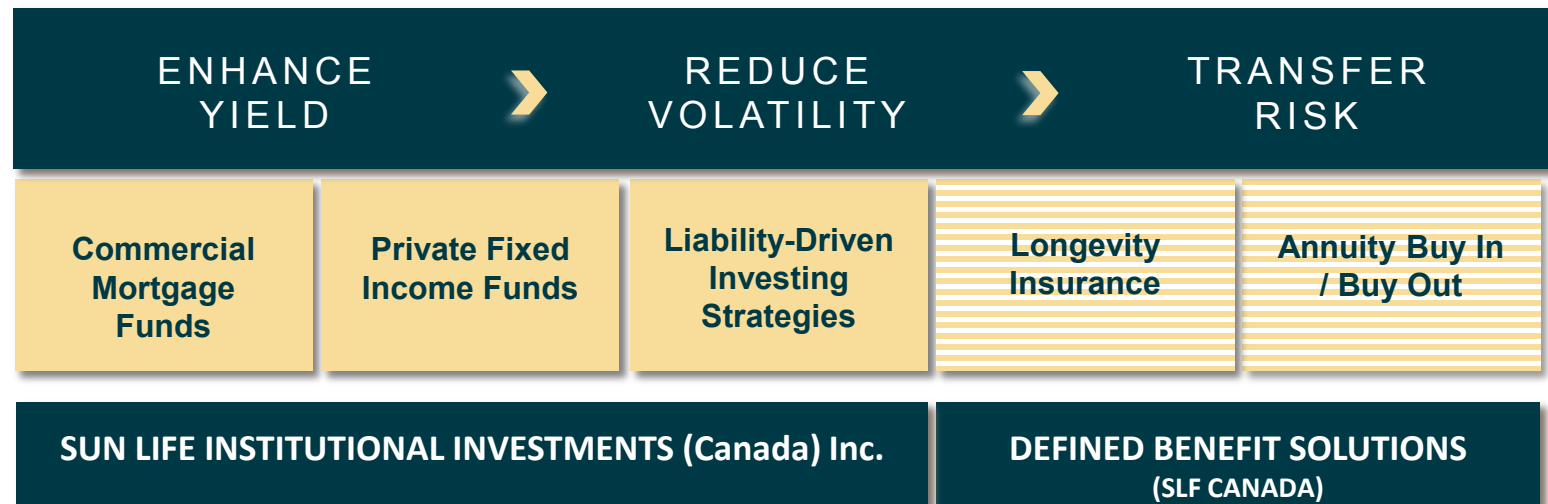 ENHANCE
YIELD
REDUCE
VOLATILITY
TRANSFER
RISK
Commercial
Mortgage
Funds
Private Fixed
Income Funds
Liability-Driven
Investing
Strategies
Longevity
Insurance
Annuity Buy In
/ Buy Out
SUN LIFE INSTITUTIONAL INVESTMENTS (Canada) Inc.
DEFINED BENEFIT SOLUTIONS
(SLF CANADA)